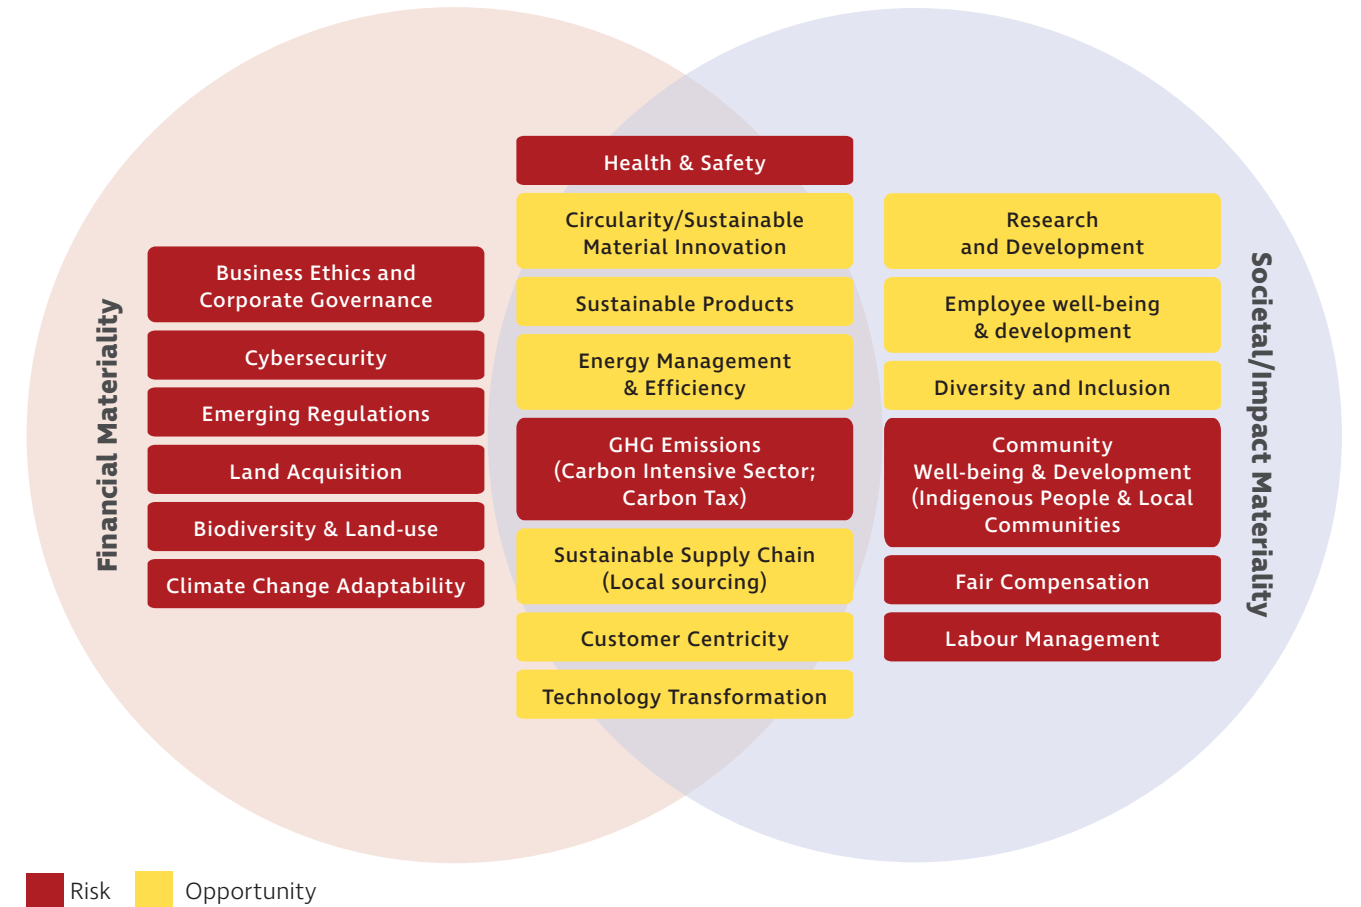 Financial Materiality
Business Ethics and
Corporate Governance
Cybersecurity
Emerging Regulations
Land Acquisition
Biodiversity & Land-use
Climate Change Adaptability
Health & Safety
Circularity/Sustainable
Material Innovation
Sustainable Products
Energy Management
& Efficiency
GHG Emissions
(Carbon Intensive Sector;
Carbon Tax)
Sustainable Supply Chain
(Local sourcing)
Customer Centricity
Technology Transformation
Research
and Development
Employee well-being
& development
Diversity and Inclusion
Community
Well-being & Development
(Indigenous People & Local
Communities
Fair Compensation
Labour Management
Societal/Impact Materiality
Risk
Opportunity